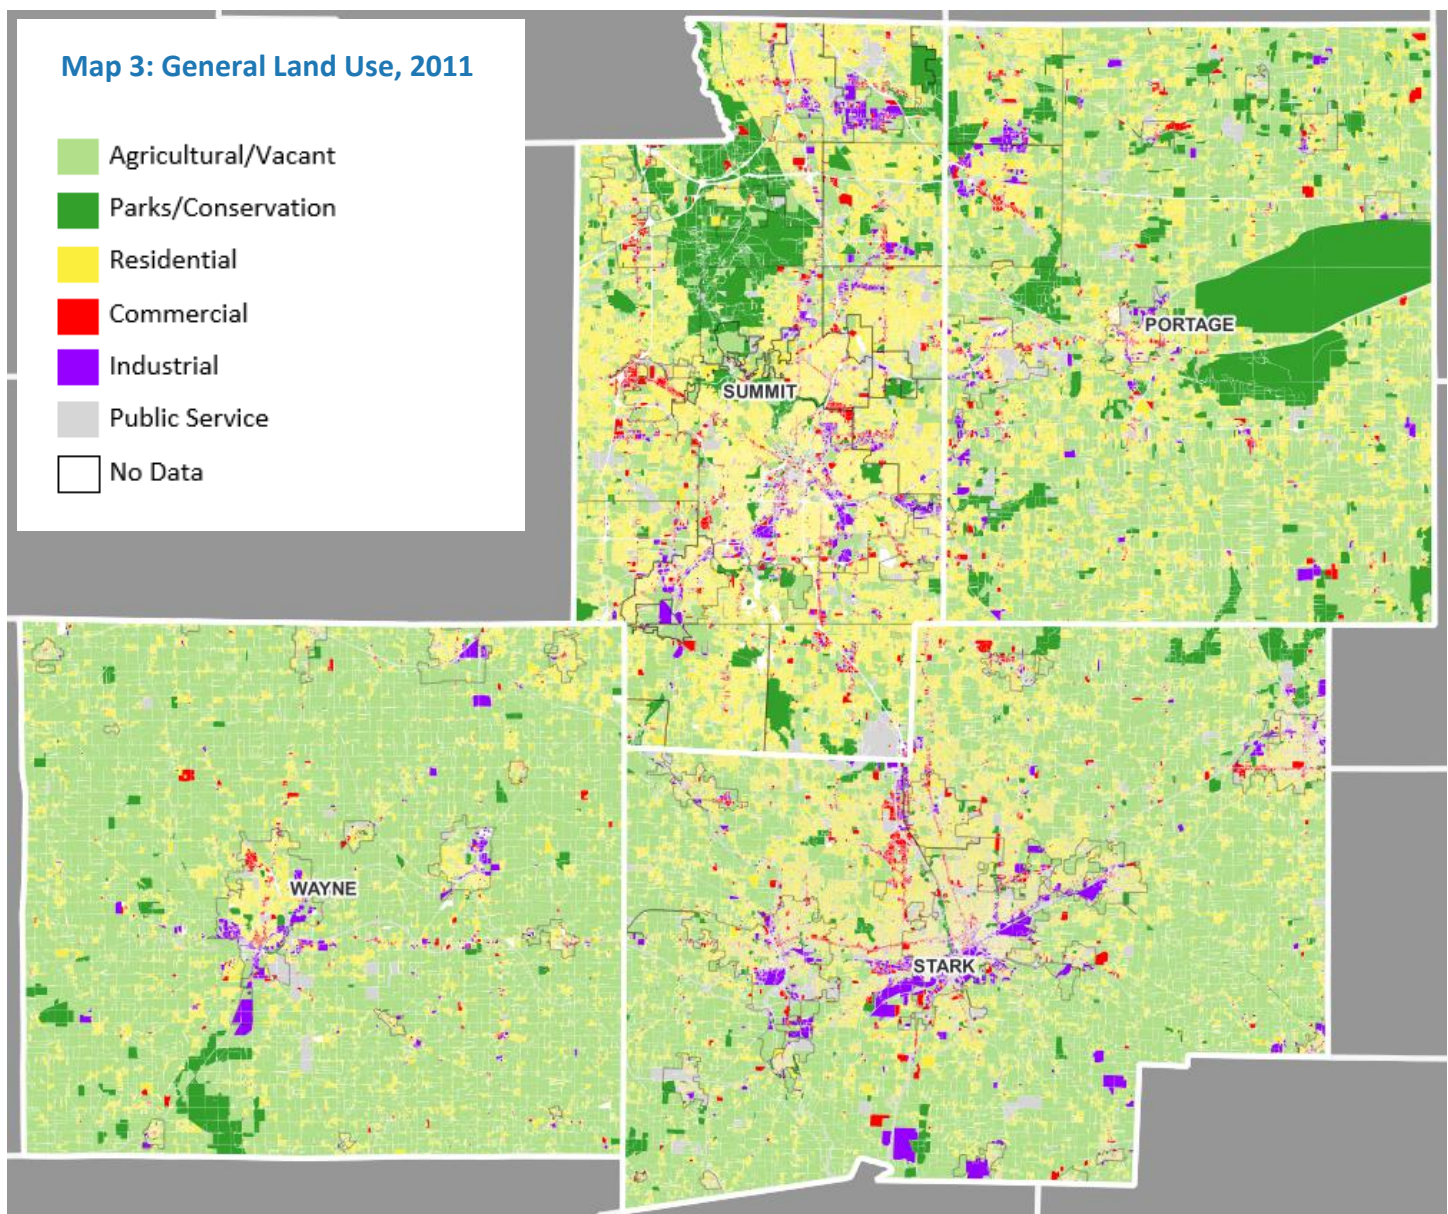 Map 3: General Land Use, 2011
Agricultural/Vacant
Parks/Conservation
Residential
Commercial
Industrial
Public Service
No Data
PORTAGE
SUMMIT
WAYNE
STARK